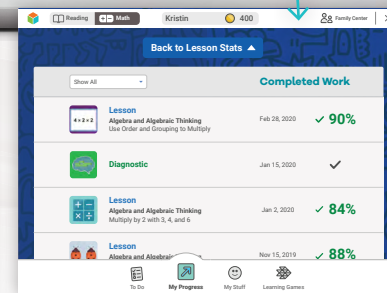 Reading Math Kristin 400 Family Center
Back to Lesson Stats
Show All Completed Work
4 × 2 × 2
Lesson
Algebra and Algebraic Thinking
Use Order and Grouping to Multiply
Feb 28, 2020 90%
Diagnostic Jan 15, 2020
Lesson
Algebra and Algebraic Thinking
Multiply by 2 with 3, 4, and 6
Jan 2, 2020 84%
Lesson
Algebra and Algebraic
Nov 15, 2019 88%
To Do My Progress My Stuff Learning Games